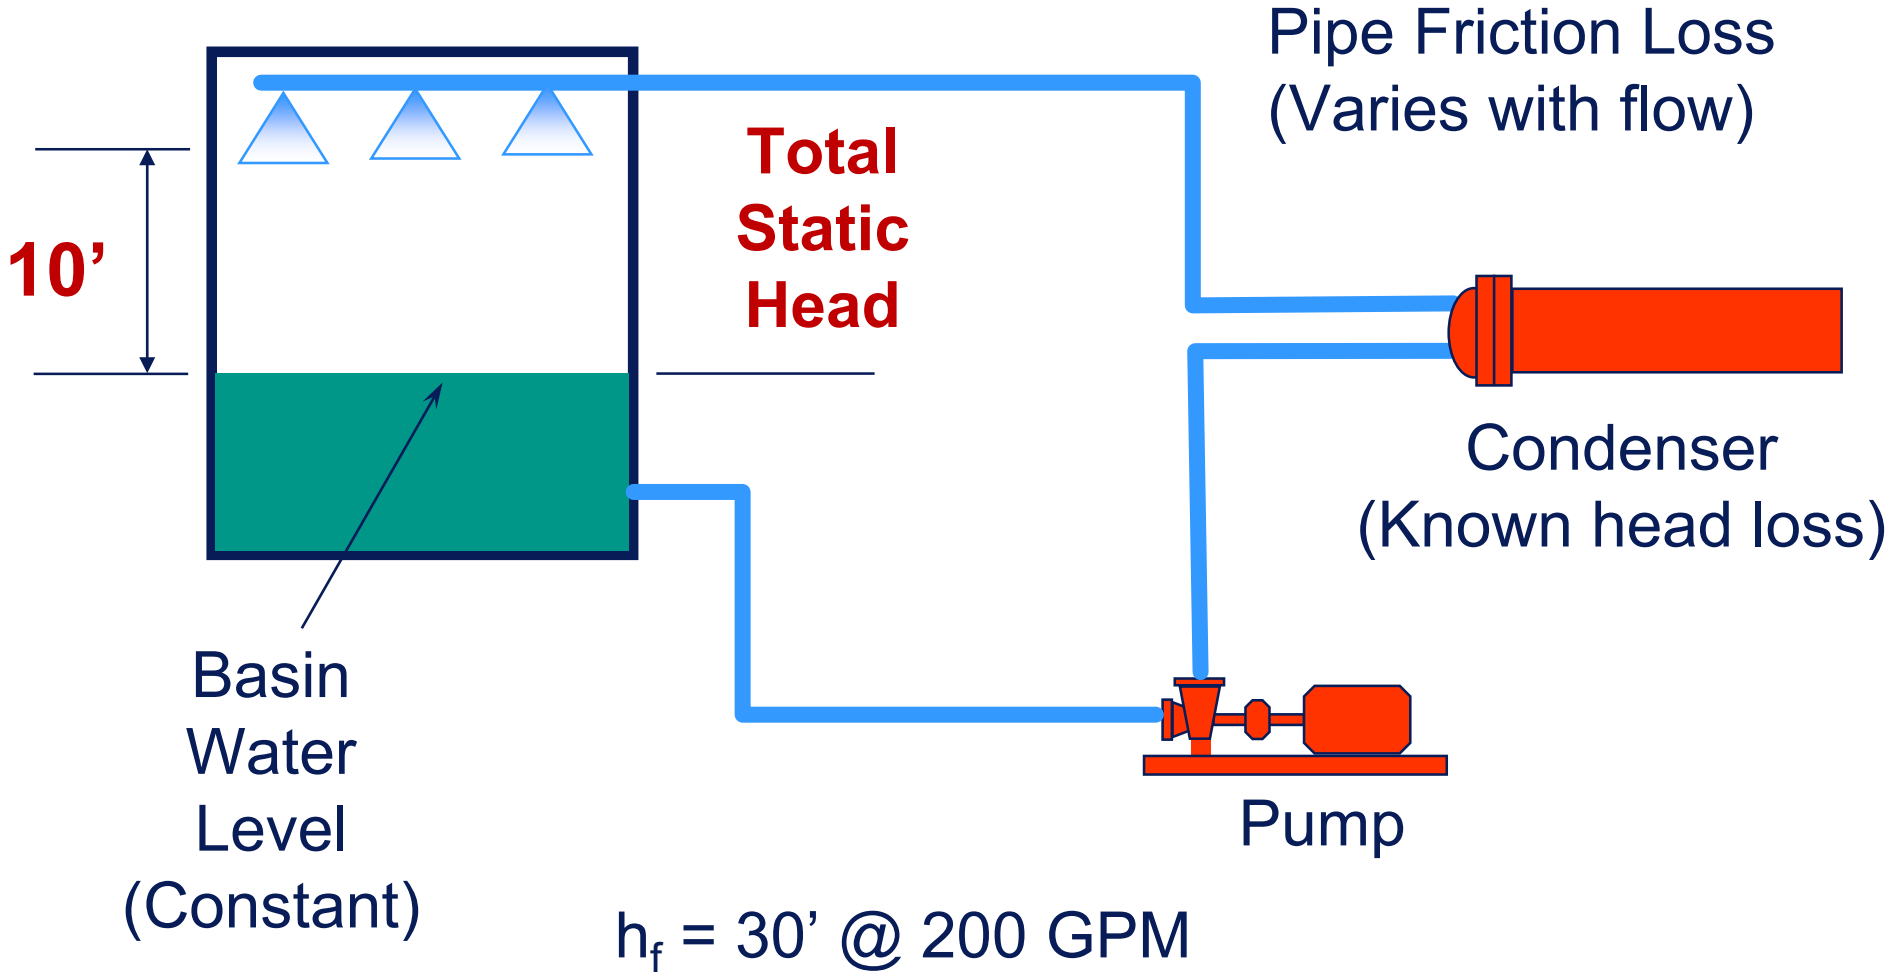 Pipe Friction Loss
(Varies with flow)
Total
Static
Head
10’
Condenser
(Known head loss)
Basin
Water
Level
(Constant)
Pump
hf = 30’ @ 200 GPM